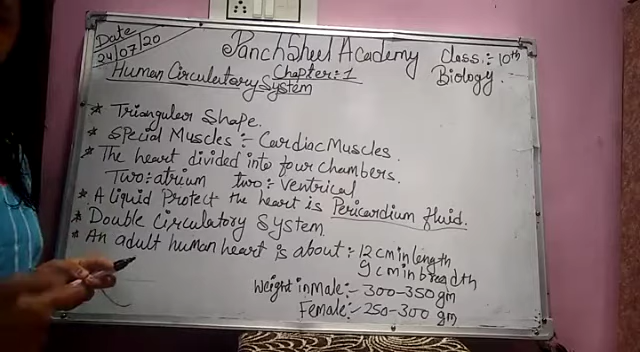 Date
24/07/20
Panch Sheel Academy
Class:- 10th
Chapter:1
Biology
Human Circulatory System
* Triangular Shape.
* Special Muscles :- Cardiac Muscles.
* The heart divided into four chambers.
Two:- atrium two:- ventrical
* A liquid Protect the heart is Pericardium fluid.
* Double Circulatory System
* An adult human heart is about :- 12 cm in length
9 cm in breadth
Weight in male:- 300-350 gm
Female:- 250-300 gm